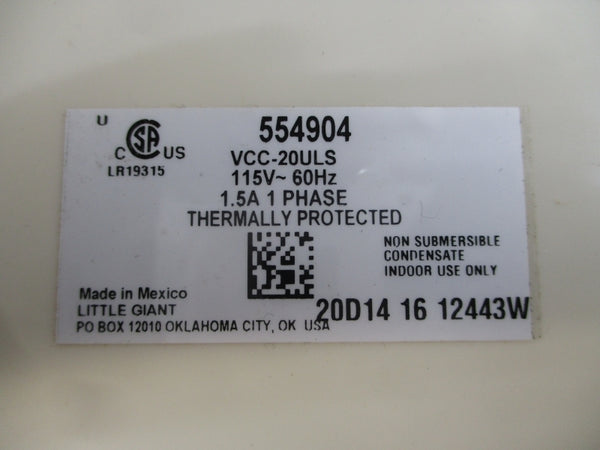 U
554904
C SA US
LR19315
VCC-20ULS
115V~ 60Hz
1.5A 1 PHASE
THERMALLY PROTECTED
NON SUBMERSIBLE
CONDENSATE
INDOOR USE ONLY
Made in Mexico
LITTLE GIANT
PO BOX 12010 OKLAHOMA CITY, OK USA
20D14 16 12443W